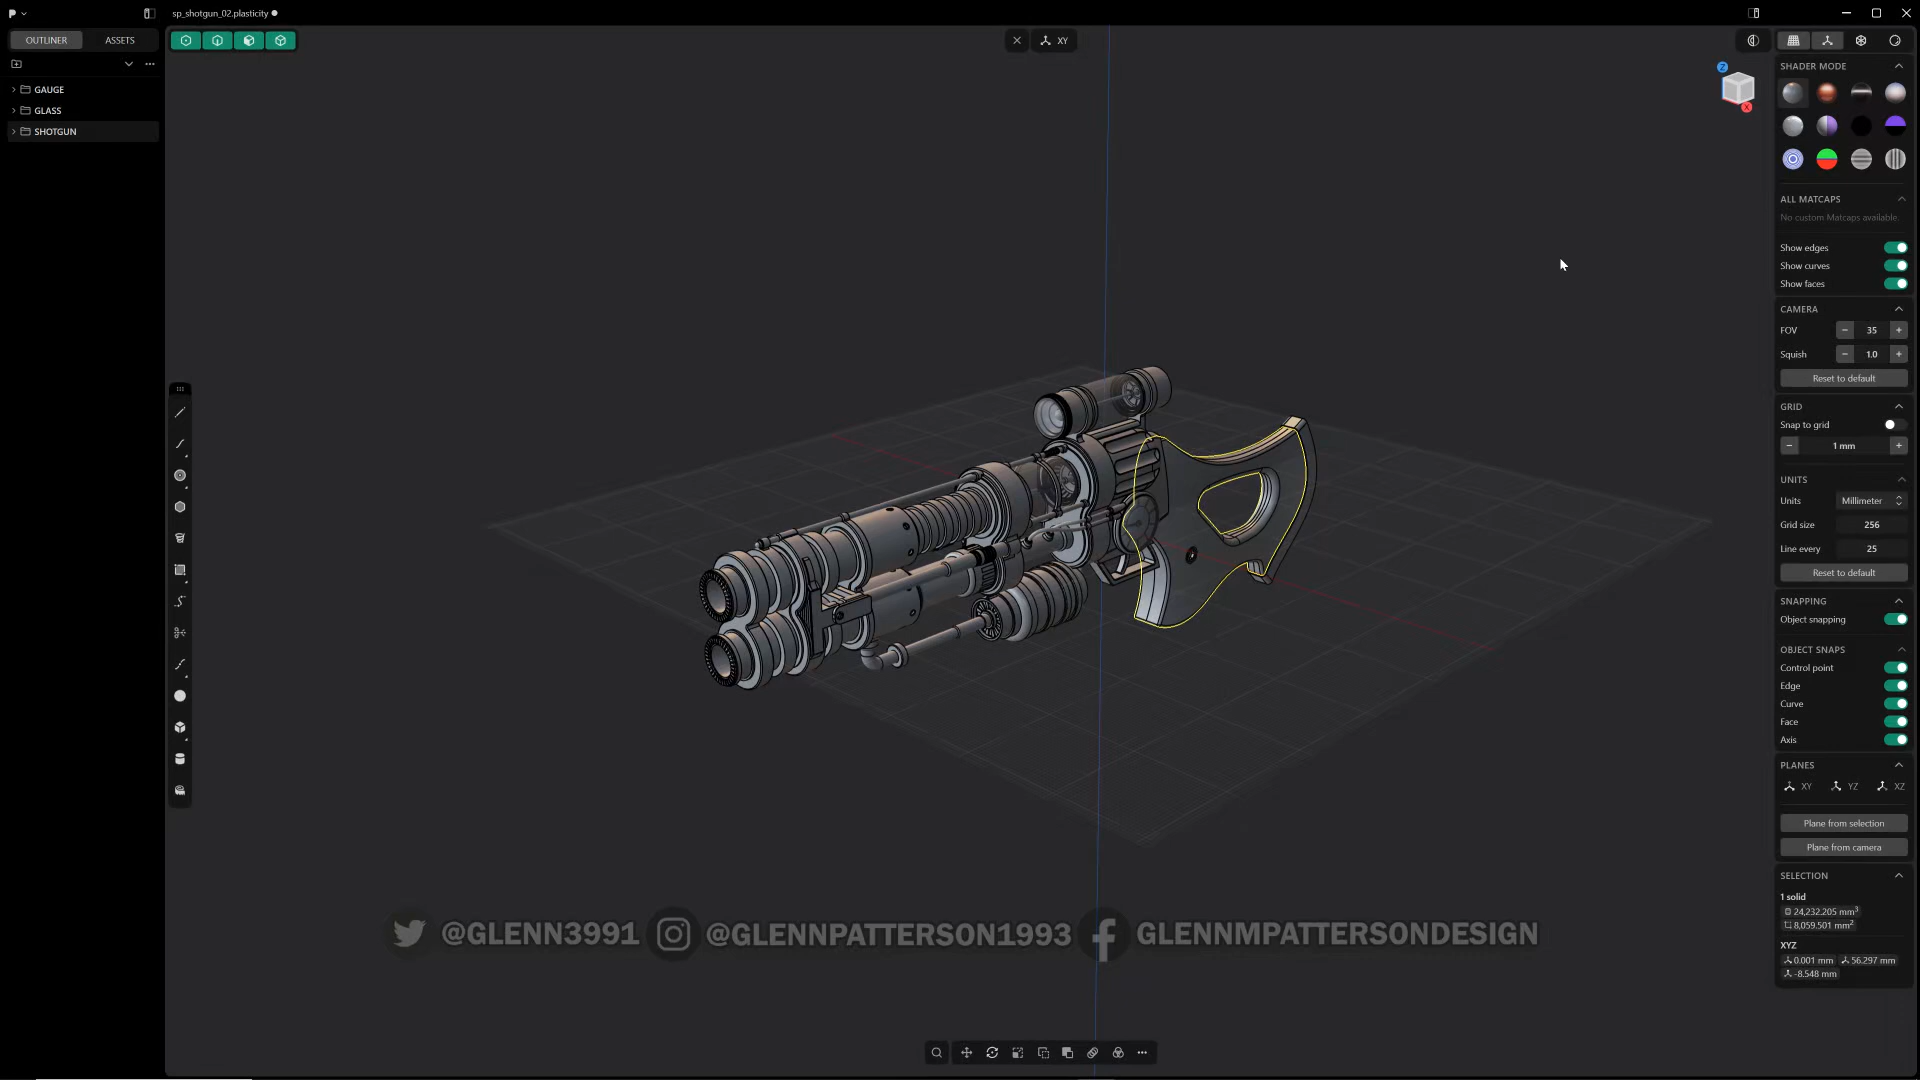 sp_shotgun_02.plasticity
OUTLINER
ASSETS
XY
GAUGE
GLASS
SHOTGUN
Z
X
SHADER MODE
ALL MATCAPS
No custom Matcaps available.
Show edges
Show curves
Show faces
CAMERA
FOV
− 35 +
Squish
− 1.0 +
Reset to default
GRID
Snap to grid
− 1 mm +
UNITS
Units Millimeter
Grid size 256
Line every 25
Reset to default
SNAPPING
Object snapping
OBJECT SNAPS
Control point
Edge
Curve
Face
Axis
PLANES
XY YZ XZ
Plane from selection
Plane from camera
SELECTION
1 solid
24,232.205 mm³
8,059.501 mm²
XYZ
0.001 mm 56.297 mm
-8.548 mm
@GLENN3991 @GLENNPATTERSON1993 GLENNMPATTERSONDESIGN